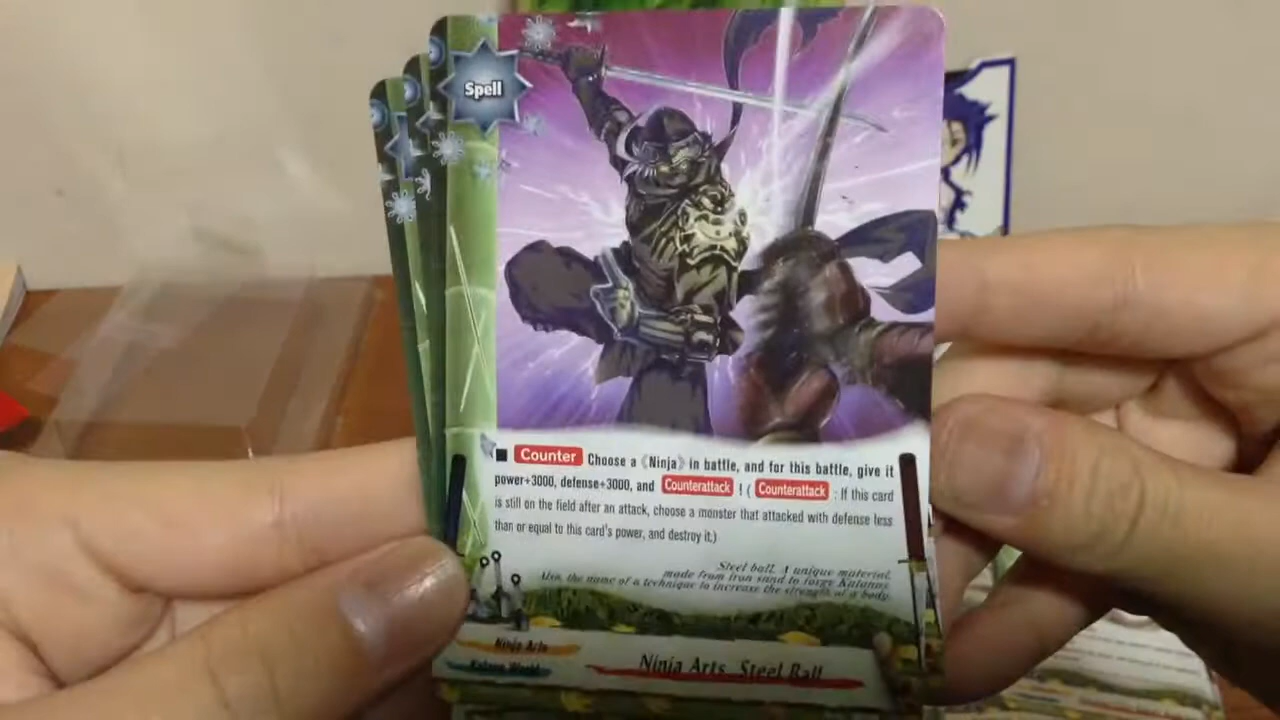 Spell
■ Counter Choose a《Ninja》in battle, and for this battle, give it
power+3000, defense+3000, and Counterattack ! ( Counterattack : If this card
is still on the field after an attack, choose a monster that attacked with defense less
than or equal to this card's power, and destroy it.)
Steel ball. A unique material,
made from iron sand to forge Katanas.
Also, the name of a technique to increase the strength of a body.
Ninja Arts
Katana World
Ninja Arts, Steel Ball